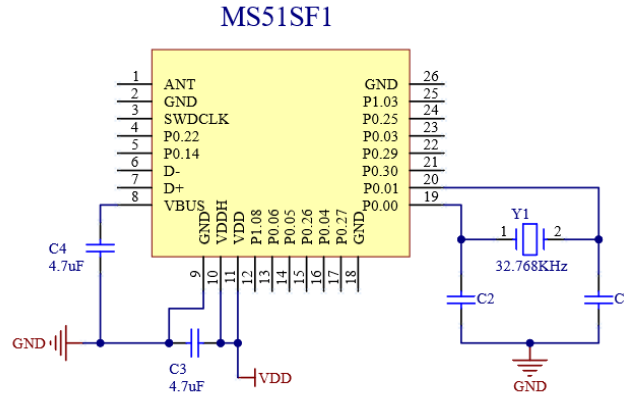 MS51SF1
1 ANT GND 26
2 GND P1.03 25
3 SWDCLK P0.25 24
4 P0.22 P0.03 23
5 P0.14 P0.29 22
6 D- P0.30 21
7 D+ P0.01 20
8 VBUS P0.00 19
GND VDDH VDD P1.08 P0.06 P0.05 P0.26 P0.04 P0.27 GND
9 10 11 12 13 14 15 16 17 18
Y1
1 2
32.768KHz
C4
4.7uF
C2 C
GND
C3
4.7uF
VDD
GND